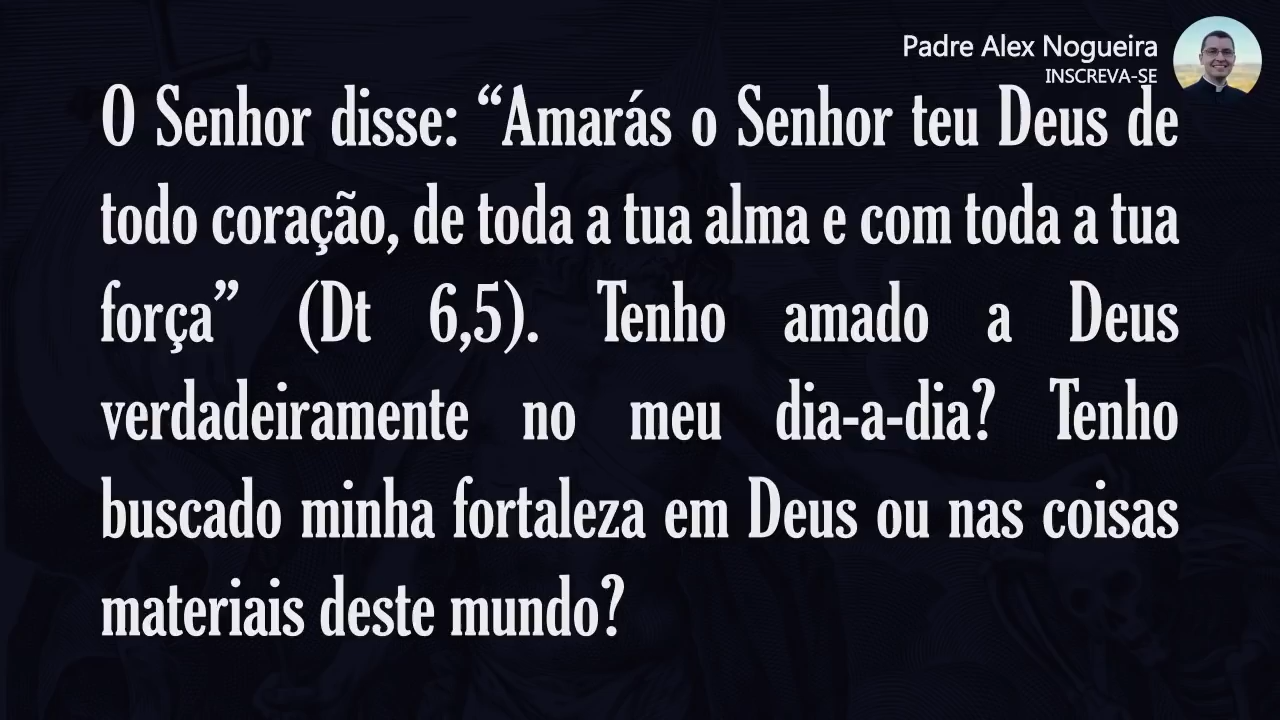 Padre Alex Nogueira
INSCREVA-SE
O Senhor disse: “Amarás o Senhor teu Deus de
todo coração, de toda a tua alma e com toda a tua
força” (Dt 6,5). Tenho amado a Deus
verdadeiramente no meu dia-a-dia? Tenho
buscado minha fortaleza em Deus ou nas coisas
materiais deste mundo?